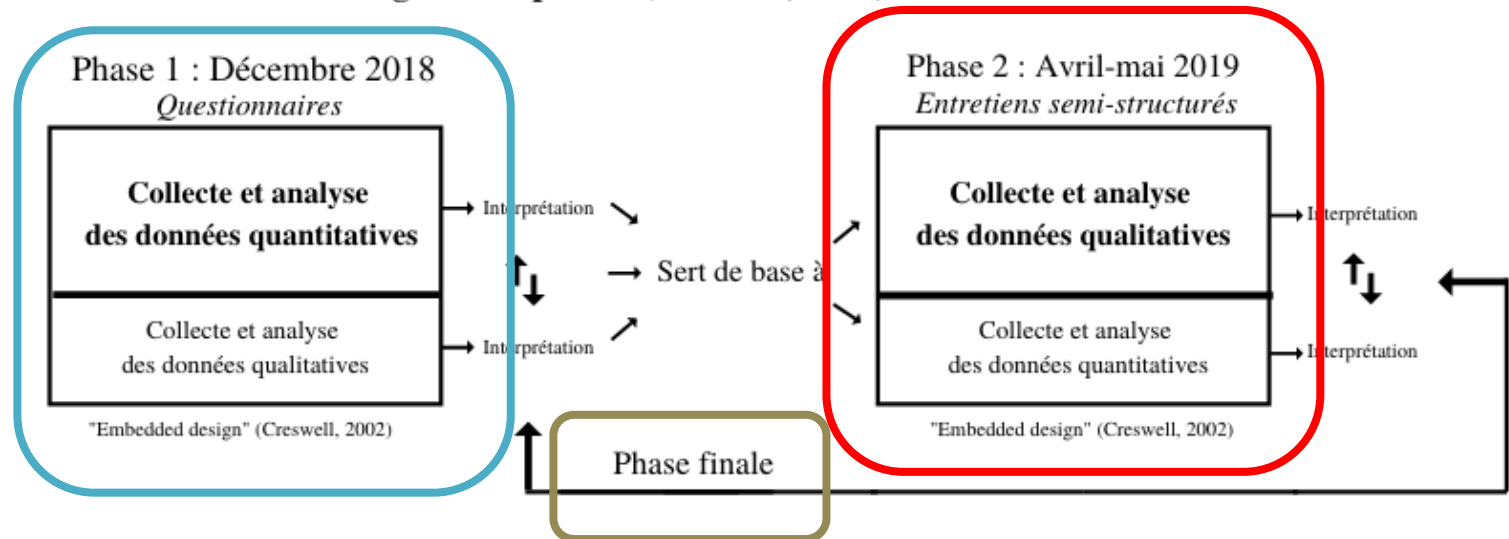 Phase 1 : Décembre 2018
Questionnaires
Collecte et analyse
des données quantitatives
Interprétation
Collecte et analyse
des données qualitatives
Interprétation
"Embedded design" (Creswell, 2002)
Sert de base à
Phase 2 : Avril-mai 2019
Entretiens semi-structurés
Collecte et analyse
des données qualitatives
Interprétation
Collecte et analyse
des données quantitatives
Interprétation
"Embedded design" (Creswell, 2002)
Phase finale